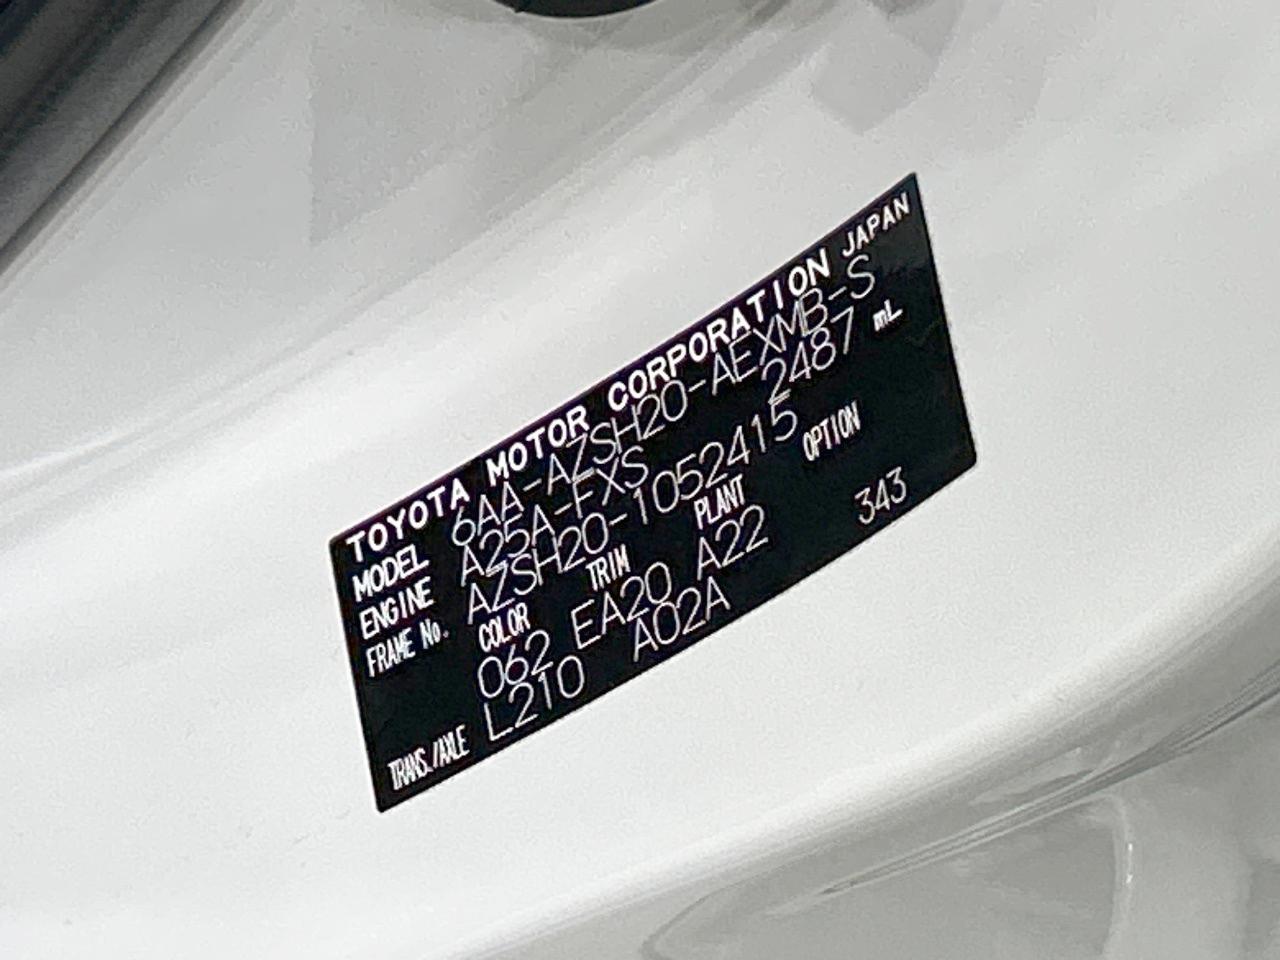 TOYOTA MOTOR CORPORATION JAPAN
MODEL 6AA-AZSH20-AEXMB-S
ENGINE A25A-FXS 2487 mL
FRAME No. AZSH20-1052415
COLOR TRIM PLANT OPTION
062 EA20 A22 343
TRANS./AXLE L210 A02A